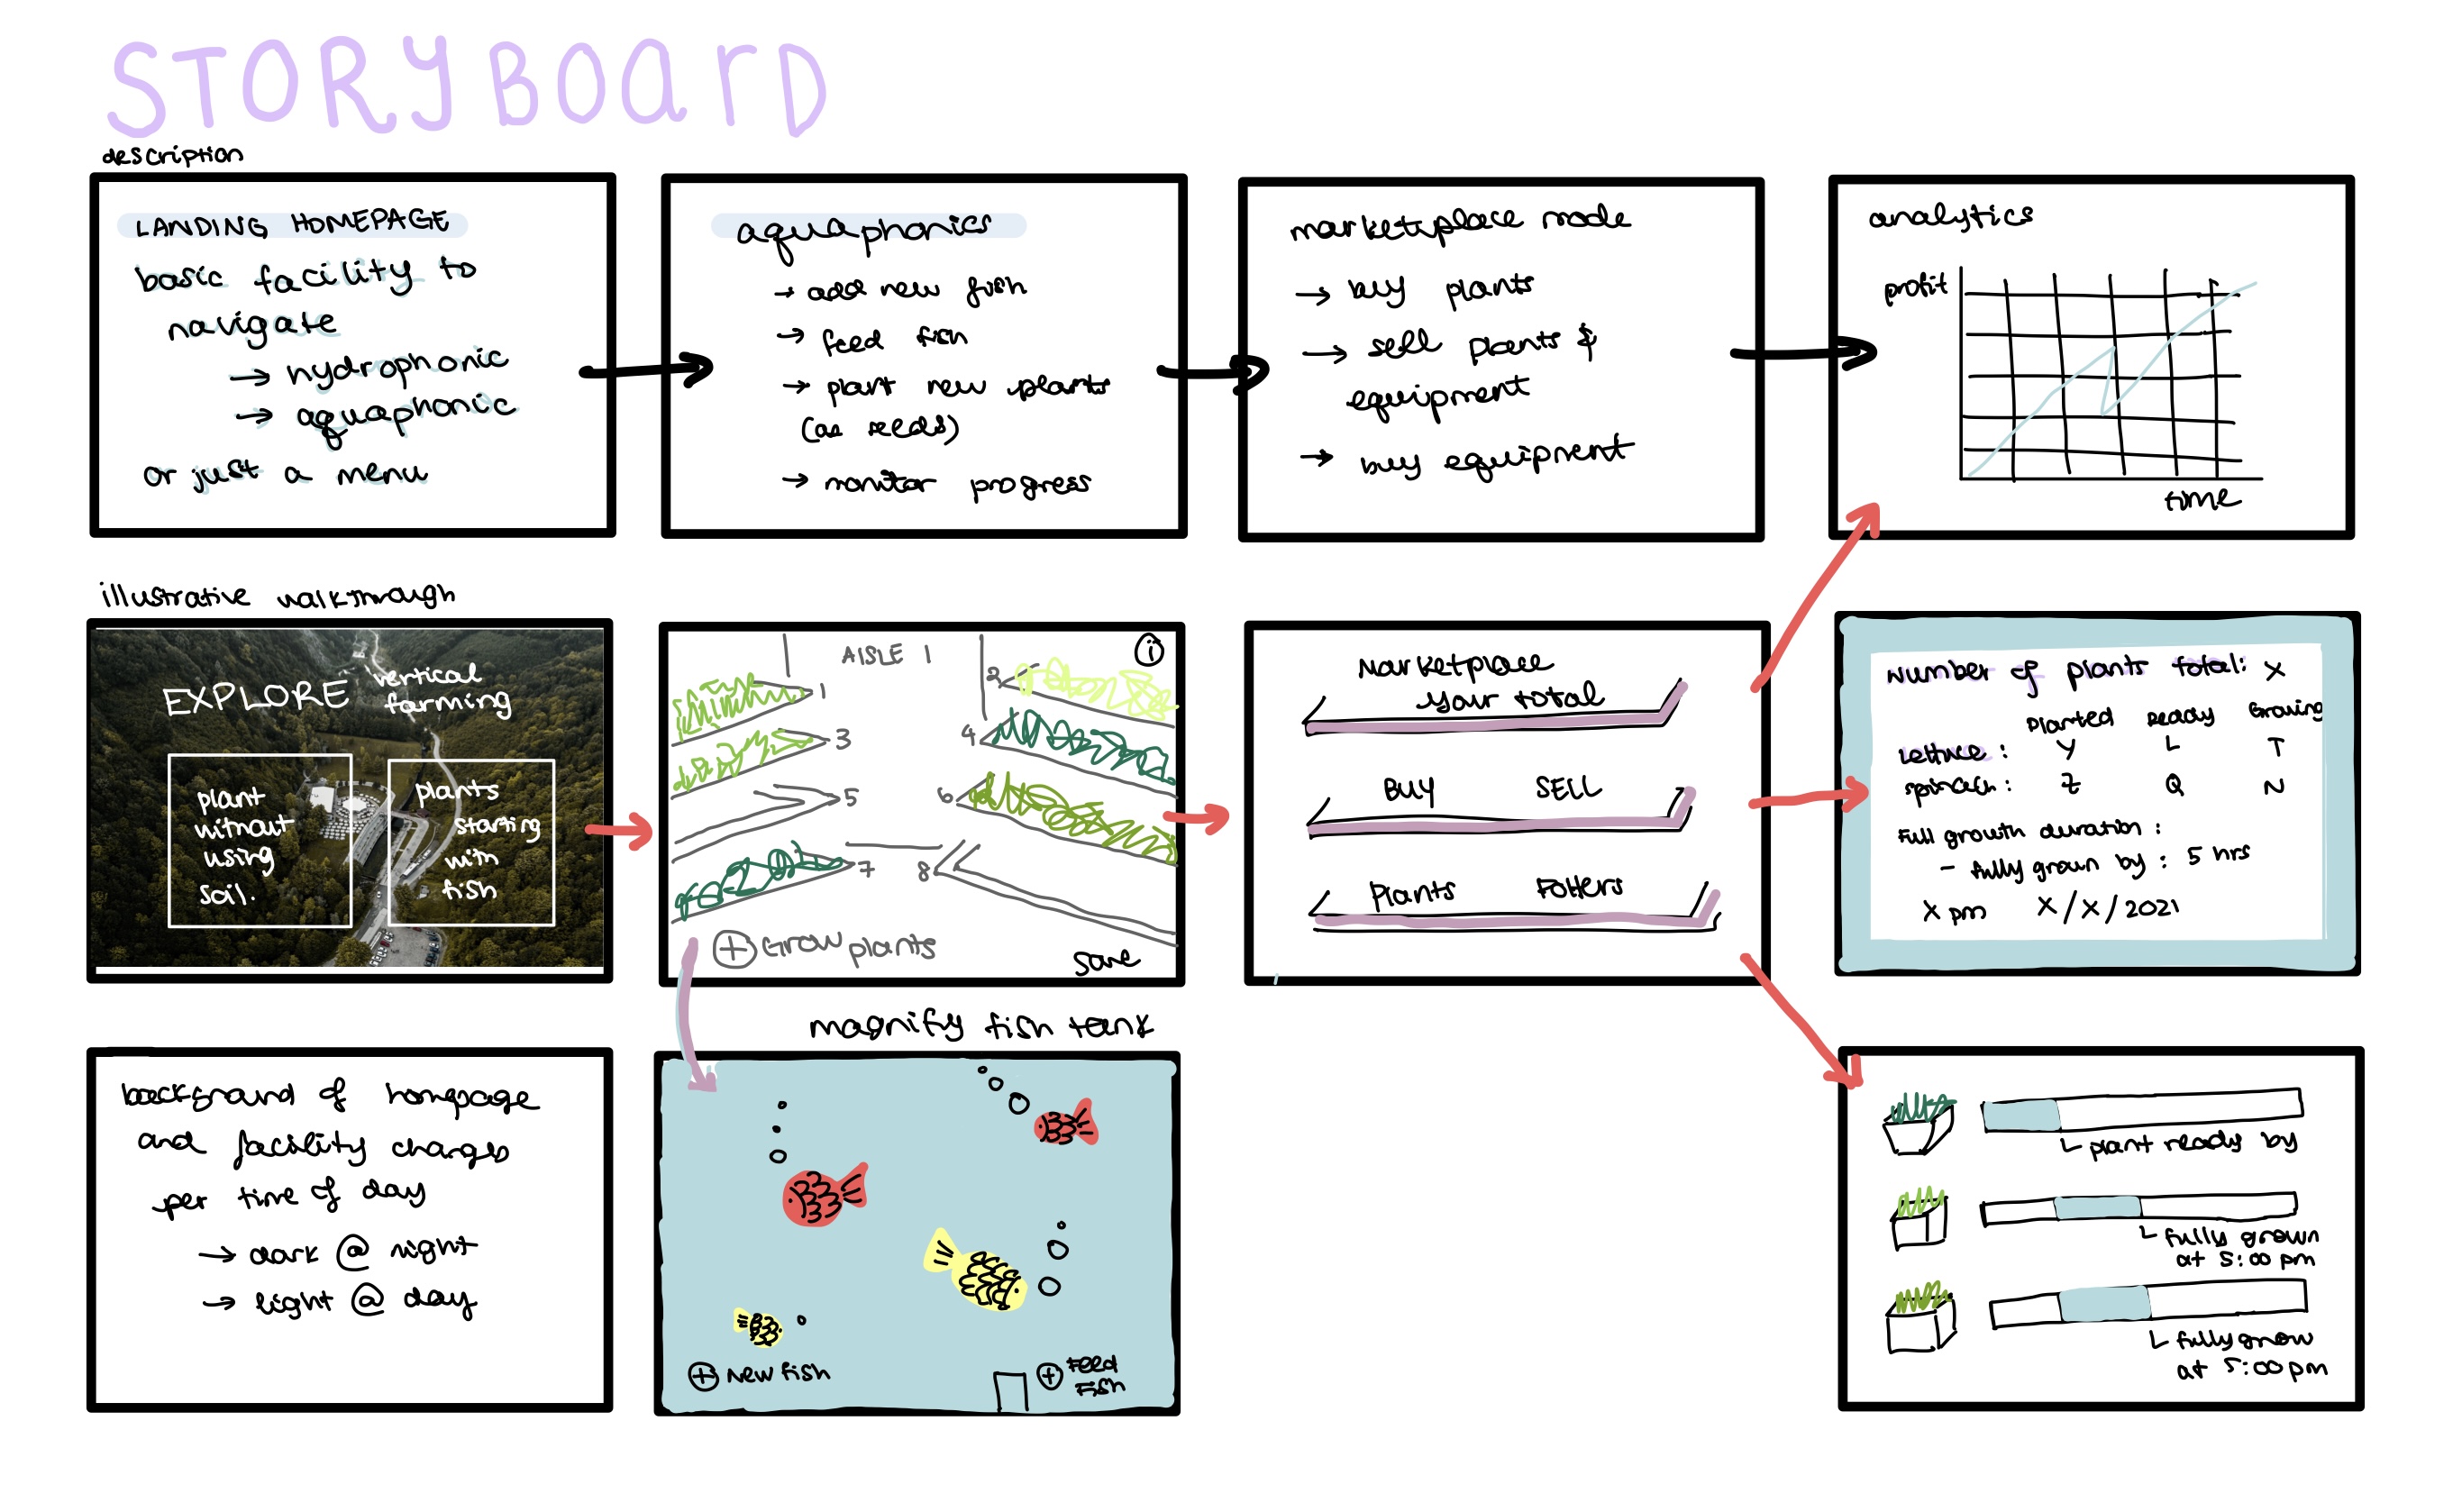 STORYBOARD
description
LANDING HOMEPAGE
basic facility to
navigate
→ hydrophonic
→ aquaphonic
or just a menu
aquaphonics
→ add new fish
→ feed fish
→ plant new plants
(as seeds)
→ monitor progress
marketplace mode
→ buy plants
→ sell plants &
equipment
→ buy equipment
analytics
profit
time
illustrative walkthrough
EXPLORE vertical
farming
plant
without
using
soil.
plants
starting
with
fish
AISLE 1
i
1
2
3
4
5
6
7
8
+ Grow plants
save
Marketplace
your total
BUY SELL
Plants Potters
Number of plants total: X
Planted Ready Growing
lettuce: Y L T
spinach: Z Q N
Full growth duration:
- fully grown by: 5 hrs
X pm X/X/2021
background of homepage
and facility changes
per time of day
→ dark @ night
→ light @ day
magnify fish tank
+ New fish
+ Feed
Fish
plant ready by
fully grown
at 5:00 pm
fully grow
at 5:00pm